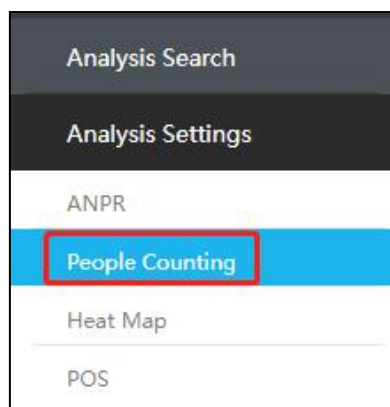 Analysis Search
Analysis Settings
ANPR
People Counting
Heat Map
POS